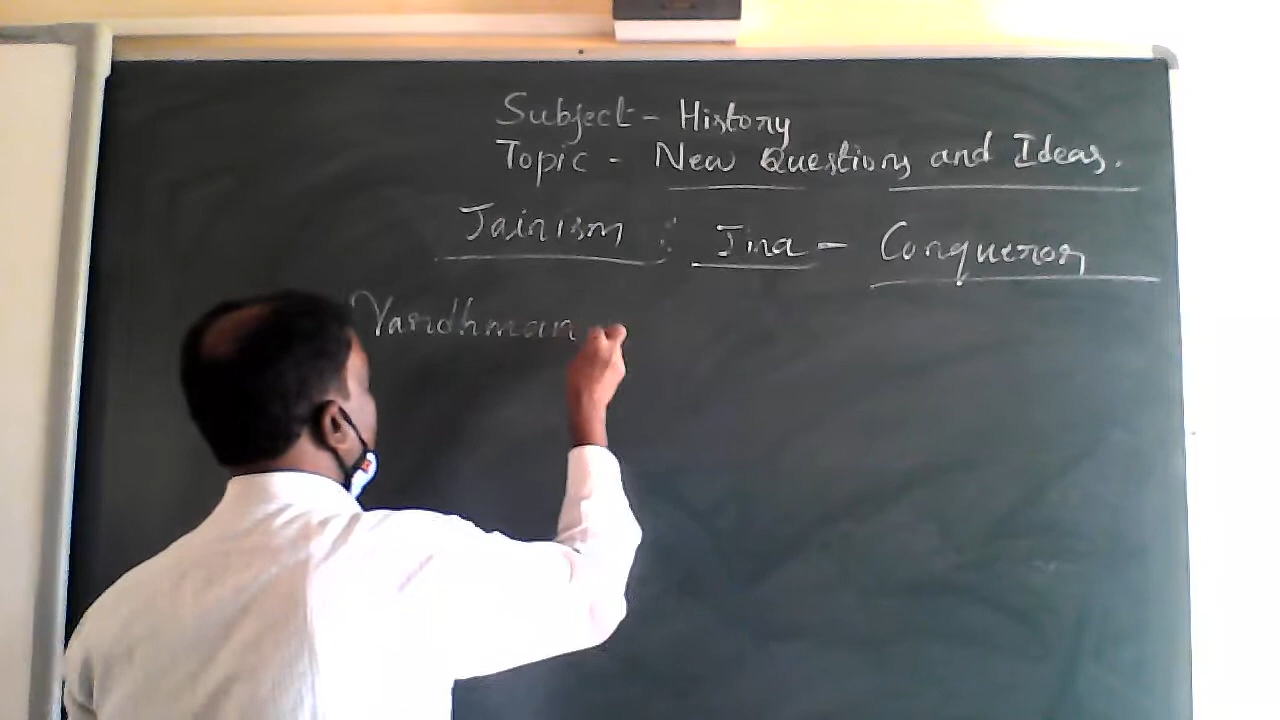 Subject - History
Topic - New Questions and Ideas.
Jainism : Jina - Conqueror
Vardhman